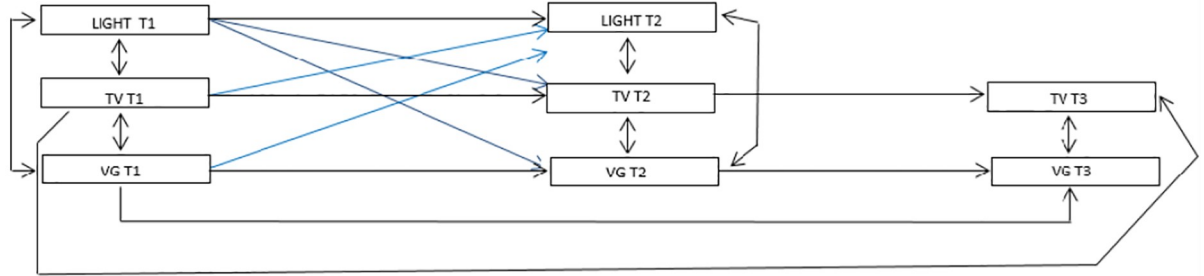 LIGHT T1
LIGHT T2
TV T1
TV T2
TV T3
VG T1
VG T2
VG T3